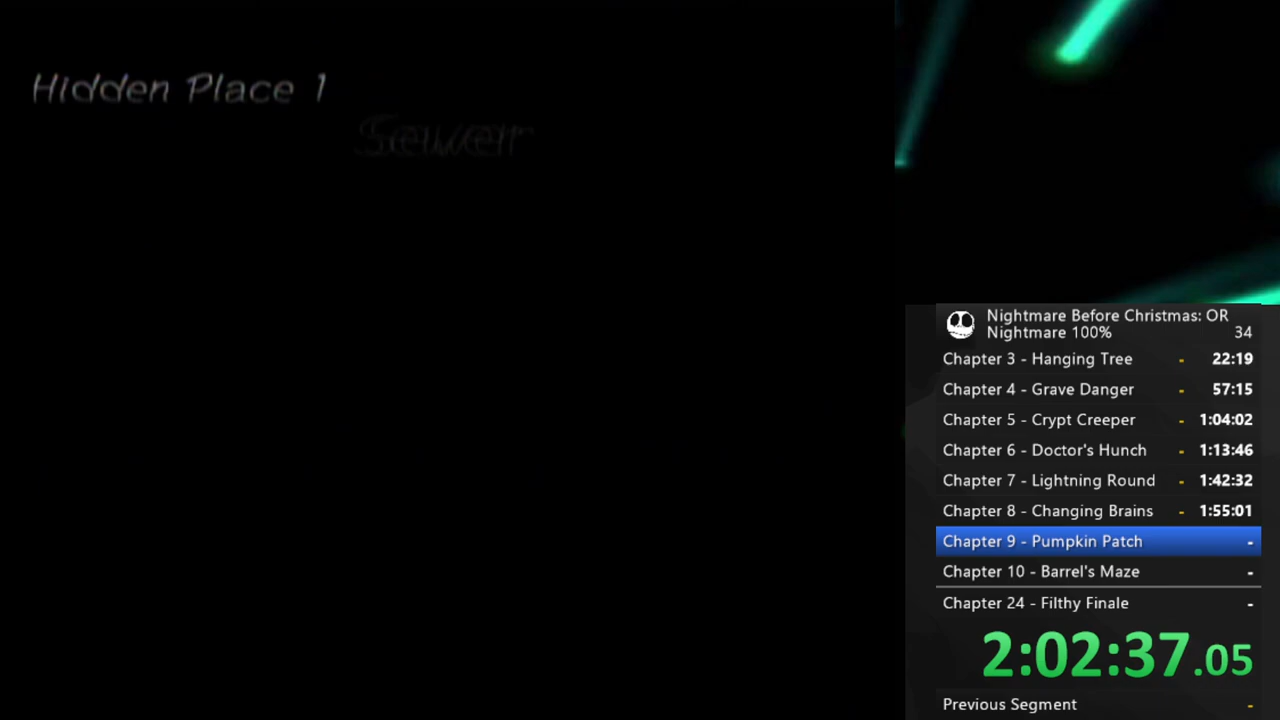 Hidden Place 1
Sewer
Nightmare Before Christmas: OR
Nightmare 100% 34
Chapter 3 - Hanging Tree - 22:19
Chapter 4 - Grave Danger - 57:15
Chapter 5 - Crypt Creeper - 1:04:02
Chapter 6 - Doctor's Hunch - 1:13:46
Chapter 7 - Lightning Round - 1:42:32
Chapter 8 - Changing Brains - 1:55:01
Chapter 9 - Pumpkin Patch -
Chapter 10 - Barrel's Maze -
Chapter 24 - Filthy Finale -
2:02:37.05
Previous Segment -